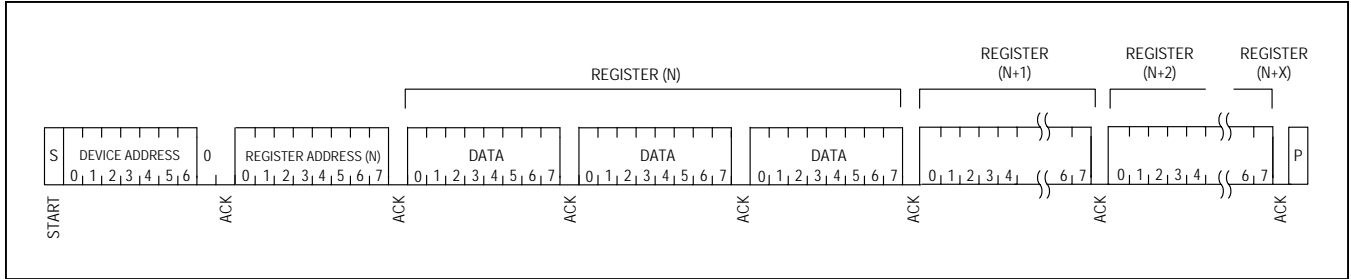 REGISTER (N)
REGISTER
(N+1)
REGISTER
(N+2)
REGISTER
(N+X)
S
DEVICE ADDRESS
0
REGISTER ADDRESS (N)
DATA
DATA
DATA
P
0 1 2 3 4 5 6
0 1 2 3 4 5 6 7
0 1 2 3 4 5 6 7
0 1 2 3 4 5 6 7
0 1 2 3 4 5 6 7
0 1 2 3 4 6 7
0 1 2 3 4 6 7
START
ACK
ACK
ACK
ACK
ACK
ACK
ACK